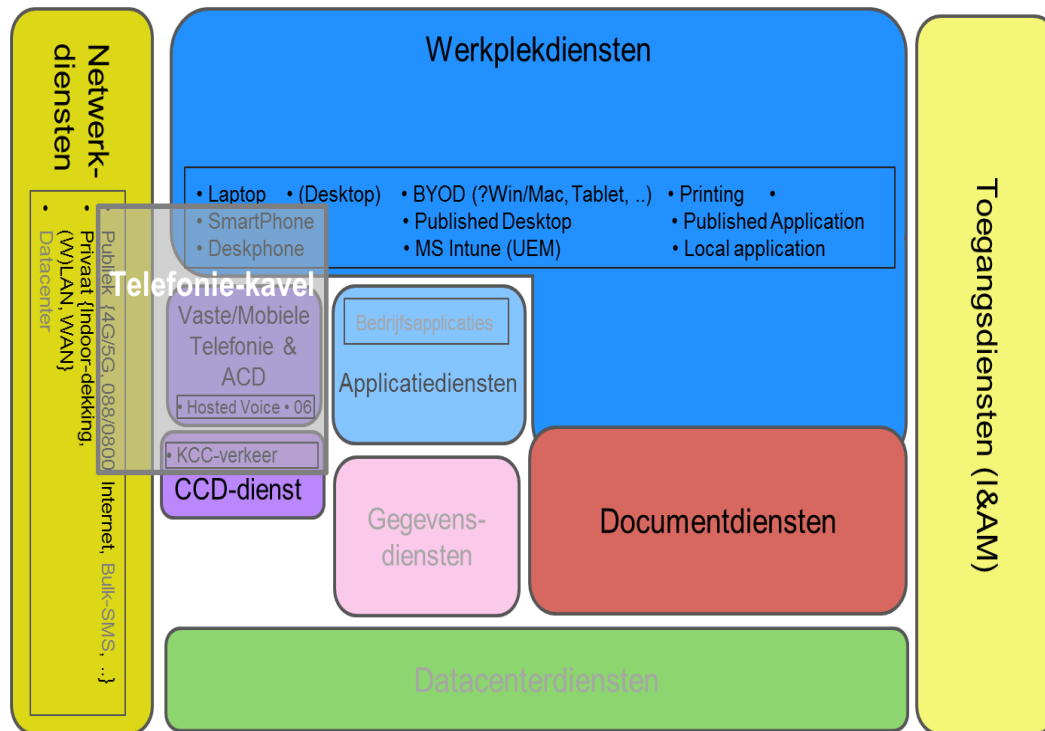 Netwerk-
diensten
• Publiek {4G/5G, 088/0800 Internet, Bulk-SMS, ..}
• Privaat {Indoor-dekking,
(W)LAN, WAN}
• Datacenter
Werkplekdiensten
• Laptop • (Desktop) • BYOD (?Win/Mac, Tablet, ..) • Printing •
• SmartPhone • Published Desktop • Published Application
• Deskphone • MS Intune (UEM) • Local application
Telefonie-kavel
Vaste/Mobiele
Telefonie &
ACD
• Hosted Voice • 06
• KCC-verkeer
CCD-dienst
Bedrijfsapplicaties
Applicatiediensten
Gegevens-
diensten
Documentdiensten
Datacenterdiensten
Toegangsdiensten (I&AM)